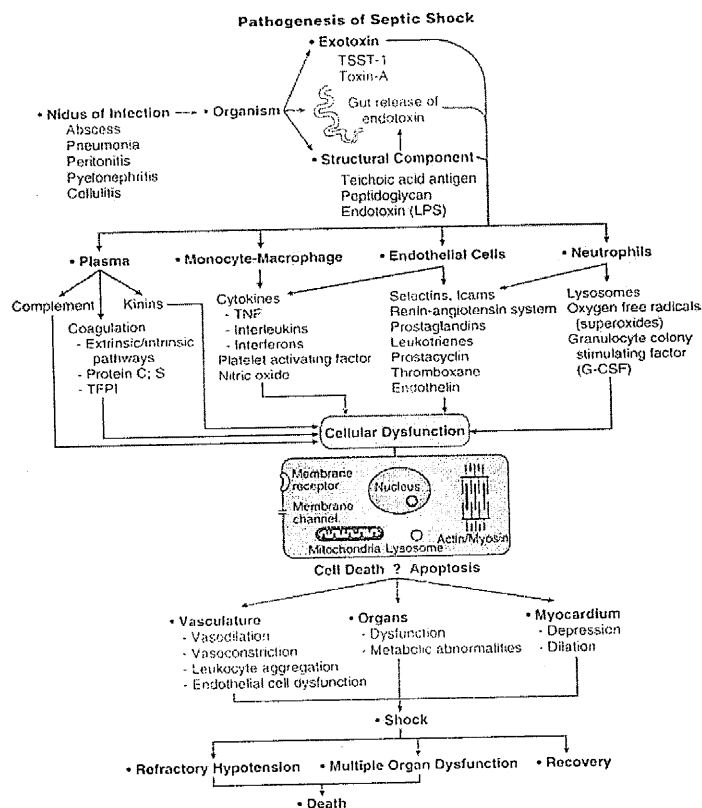 Pathogenesis of Septic Shock
• Exotoxin
TSST-1
Toxin-A
Gut release of
endotoxin
• Nidus of Infection
• Organism
Abscess
Pneumonia
Peritonitis
Pyelonephritis
Cellulitis
• Structural Component
Teichoic acid antigen
Peptidoglycan
Endotoxin (LPS)
• Plasma
• Monocyte-Macrophage
• Endothelial Cells
• Neutrophils
Complement
Kinins
Coagulation
- Extrinsic/intrinsic
pathways
- Protein C; S
- TFPI
Cytokines
- TNF
- Interleukins
- Interferons
Platelet activating factor
Nitric oxide
Selectins, Icams
Renin-angiotensin system
Prostaglandins
Leukotrienes
Prostacyclin
Thromboxane
Endothelin
Lysosomes
Oxygen free radicals
(superoxides)
Granulocyte colony
stimulating factor
(G-CSF)
Cellular Dysfunction
Membrane
receptor
Nucleus
Membrane
channel
Mitochondria
Lysosome
Actin/Myosin
Cell Death ? Apoptosis
• Vasculature
- Vasodilation
- Vasoconstriction
- Leukocyte aggregation
- Endothelial cell dysfunction
• Organs
- Dysfunction
- Metabolic abnormalities
• Myocardium
- Depression
- Dilation
• Shock
• Refractory Hypotension
• Multiple Organ Dysfunction
• Recovery
• Death